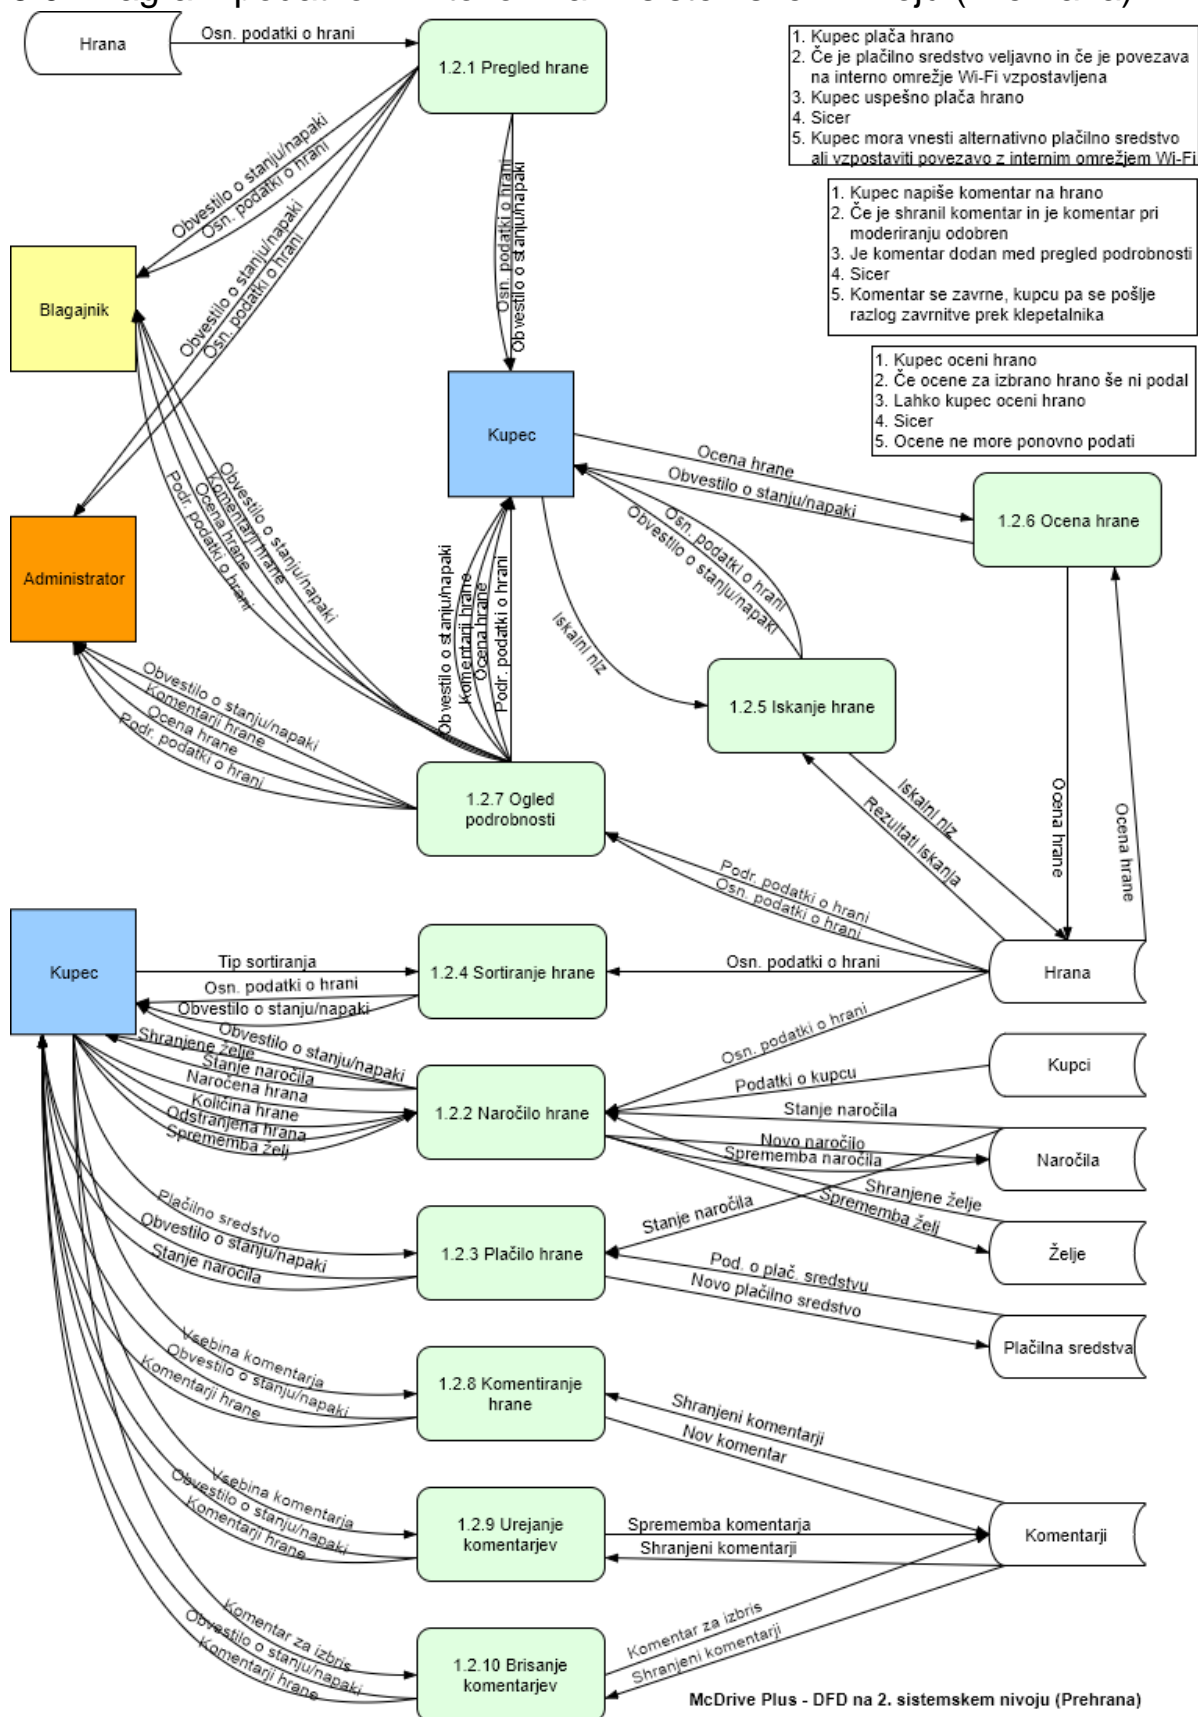 Hrana
Osn. podatki o hrani
1.2.1 Pregled hrane
1. Kupec plača hrano
2. Če je plačilno sredstvo veljavno in če je povezava
na interno omrežje Wi-Fi vzpostavljena
3. Kupec uspešno plača hrano
4. Sicer
5. Kupec mora vnesti alternativno plačilno sredstvo
ali vzpostaviti povezavo z internim omrežjem Wi-Fi
1. Kupec napiše komentar na hrano
2. Če je shranil komentar in je komentar pri
moderiranju odobren
3. Je komentar dodan med pregled podrobnosti
4. Sicer
5. Komentar se zavrne, kupcu pa se pošlje
razlog zavrnitve prek klepetalnika
1. Kupec oceni hrano
2. Če ocene za izbrano hrano še ni podal
3. Lahko kupec oceni hrano
4. Sicer
5. Ocene ne more ponovno podati
Obvestilo o stanju/napaki
Osn. podatki o hrani
Obvestilo o stanju/napaki
Osn. podatki o hrani
Osn. podatki o hrani
Obvestilo o stanju/napaki
Blagajnik
Kupec
Administrator
Ocena hrane
Obvestilo o stanju/napaki
1.2.6 Ocena hrane
Obvestilo o stanju/napaki
Komentarji hrane
Ocena hrane
Podr. podatki o hrani
Osn. podatki o hrani
Obvestilo o stanju/napaki
Iskalni niz
1.2.5 Iskanje hrane
Obvestilo o stanju/napaki
Komentarji hrane
Ocena hrane
Podr. podatki o hrani
Obvestilo o stanju/napaki
Komentarji hrane
Ocena hrane
Podr. podatki o hrani
1.2.7 Ogled
podrobnosti
Iskalni niz
Rezultati iskanja
Ocena hrane
Ocena hrane
Podr. podatki o hrani
Osn. podatki o hrani
Kupec
Tip sortiranja
1.2.4 Sortiranje hrane
Osn. podatki o hrani
Hrana
Osn. podatki o hrani
Obvestilo o stanju/napaki
Obvestilo o stanju/napaki
Shranjene želje
Stanje naročila
Naročena hrana
Količina hrane
Odstranjena hrana
Sprememba želj
1.2.2 Naročilo hrane
Osn. podatki o hrani
Podatki o kupcu
Kupci
Stanje naročila
Novo naročilo
Sprememba naročila
Naročila
Shranjene želje
Sprememba želj
Želje
Plačilno sredstvo
Obvestilo o stanju/napaki
Stanje naročila
1.2.3 Plačilo hrane
Stanje naročila
Pod. o plač. sredstvu
Novo plačilno sredstvo
Plačilna sredstva
Vsebina komentarja
Obvestilo o stanju/napaki
Komentarji hrane
1.2.8 Komentiranje
hrane
Shranjeni komentarji
Nov komentar
Vsebina komentarja
Obvestilo o stanju/napaki
Komentarji hrane
1.2.9 Urejanje
komentarjev
Sprememba komentarja
Shranjeni komentarji
Komentarji
Komentar za izbris
Obvestilo o stanju/napaki
Komentarji hrane
1.2.10 Brisanje
komentarjev
Komentar za izbris
Shranjeni komentarji
McDrive Plus - DFD na 2. sistemskem nivoju (Prehrana)